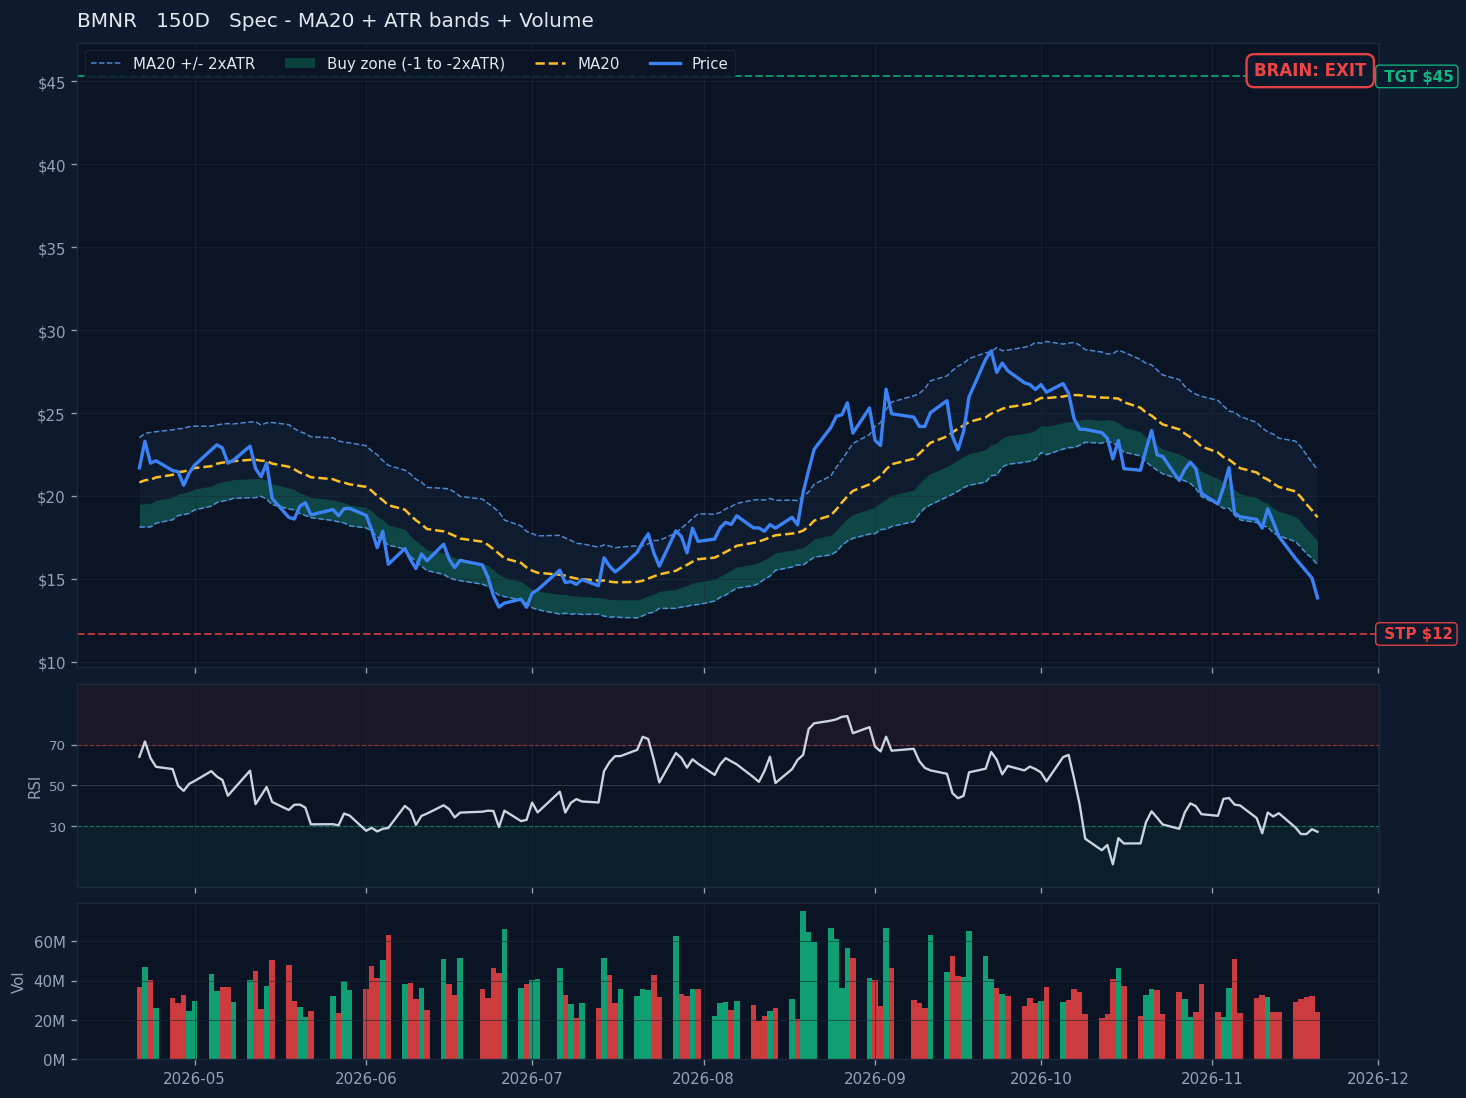 BMNR   150D   Spec - MA20 + ATR bands + Volume
MA20 +/- 2xATR   Buy zone (-1 to -2xATR)   MA20   Price
BRAIN: EXIT
TGT $45
$45
$40
$35
$30
$25
$20
$15
STP $12
$10
RSI
70
50
30
Vol
60M
40M
20M
0M
2026-05   2026-06   2026-07   2026-08   2026-09   2026-10   2026-11   2026-12